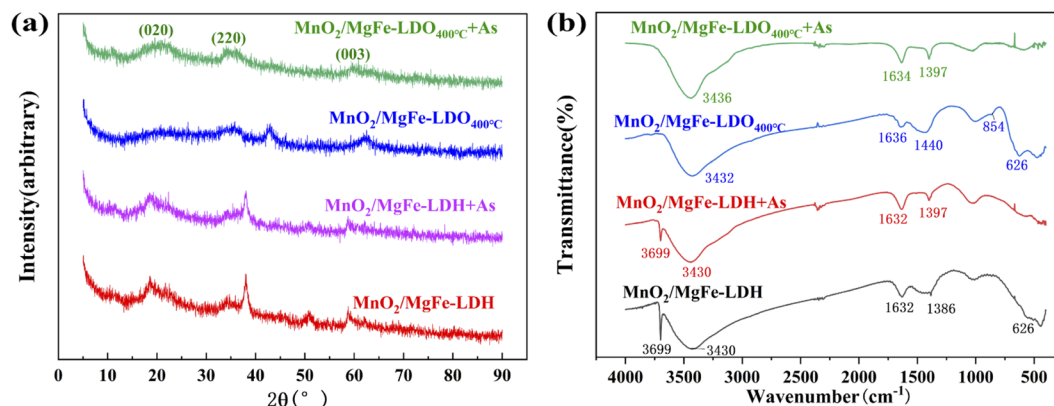 (a)
MnO₂/MgFe-LDO₄₀₀℃+As
(020)
(220)
(003)
MnO₂/MgFe-LDO₄₀₀℃
MnO₂/MgFe-LDH+As
MnO₂/MgFe-LDH
Intensity(arbitrary)
0 10 20 30 40 50 60 70 80 90
2θ(°)
(b)
MnO₂/MgFe-LDO₄₀₀℃+As
3436
1634
1397
MnO₂/MgFe-LDO₄₀₀℃
3432
1636
1440
854
626
MnO₂/MgFe-LDH+As
3699
3430
1632
1397
MnO₂/MgFe-LDH
3699
3430
1632
1386
626
Transmittance(%)
4000 3500 3000 2500 2000 1500 1000 500
Wavenumber(cm⁻¹)